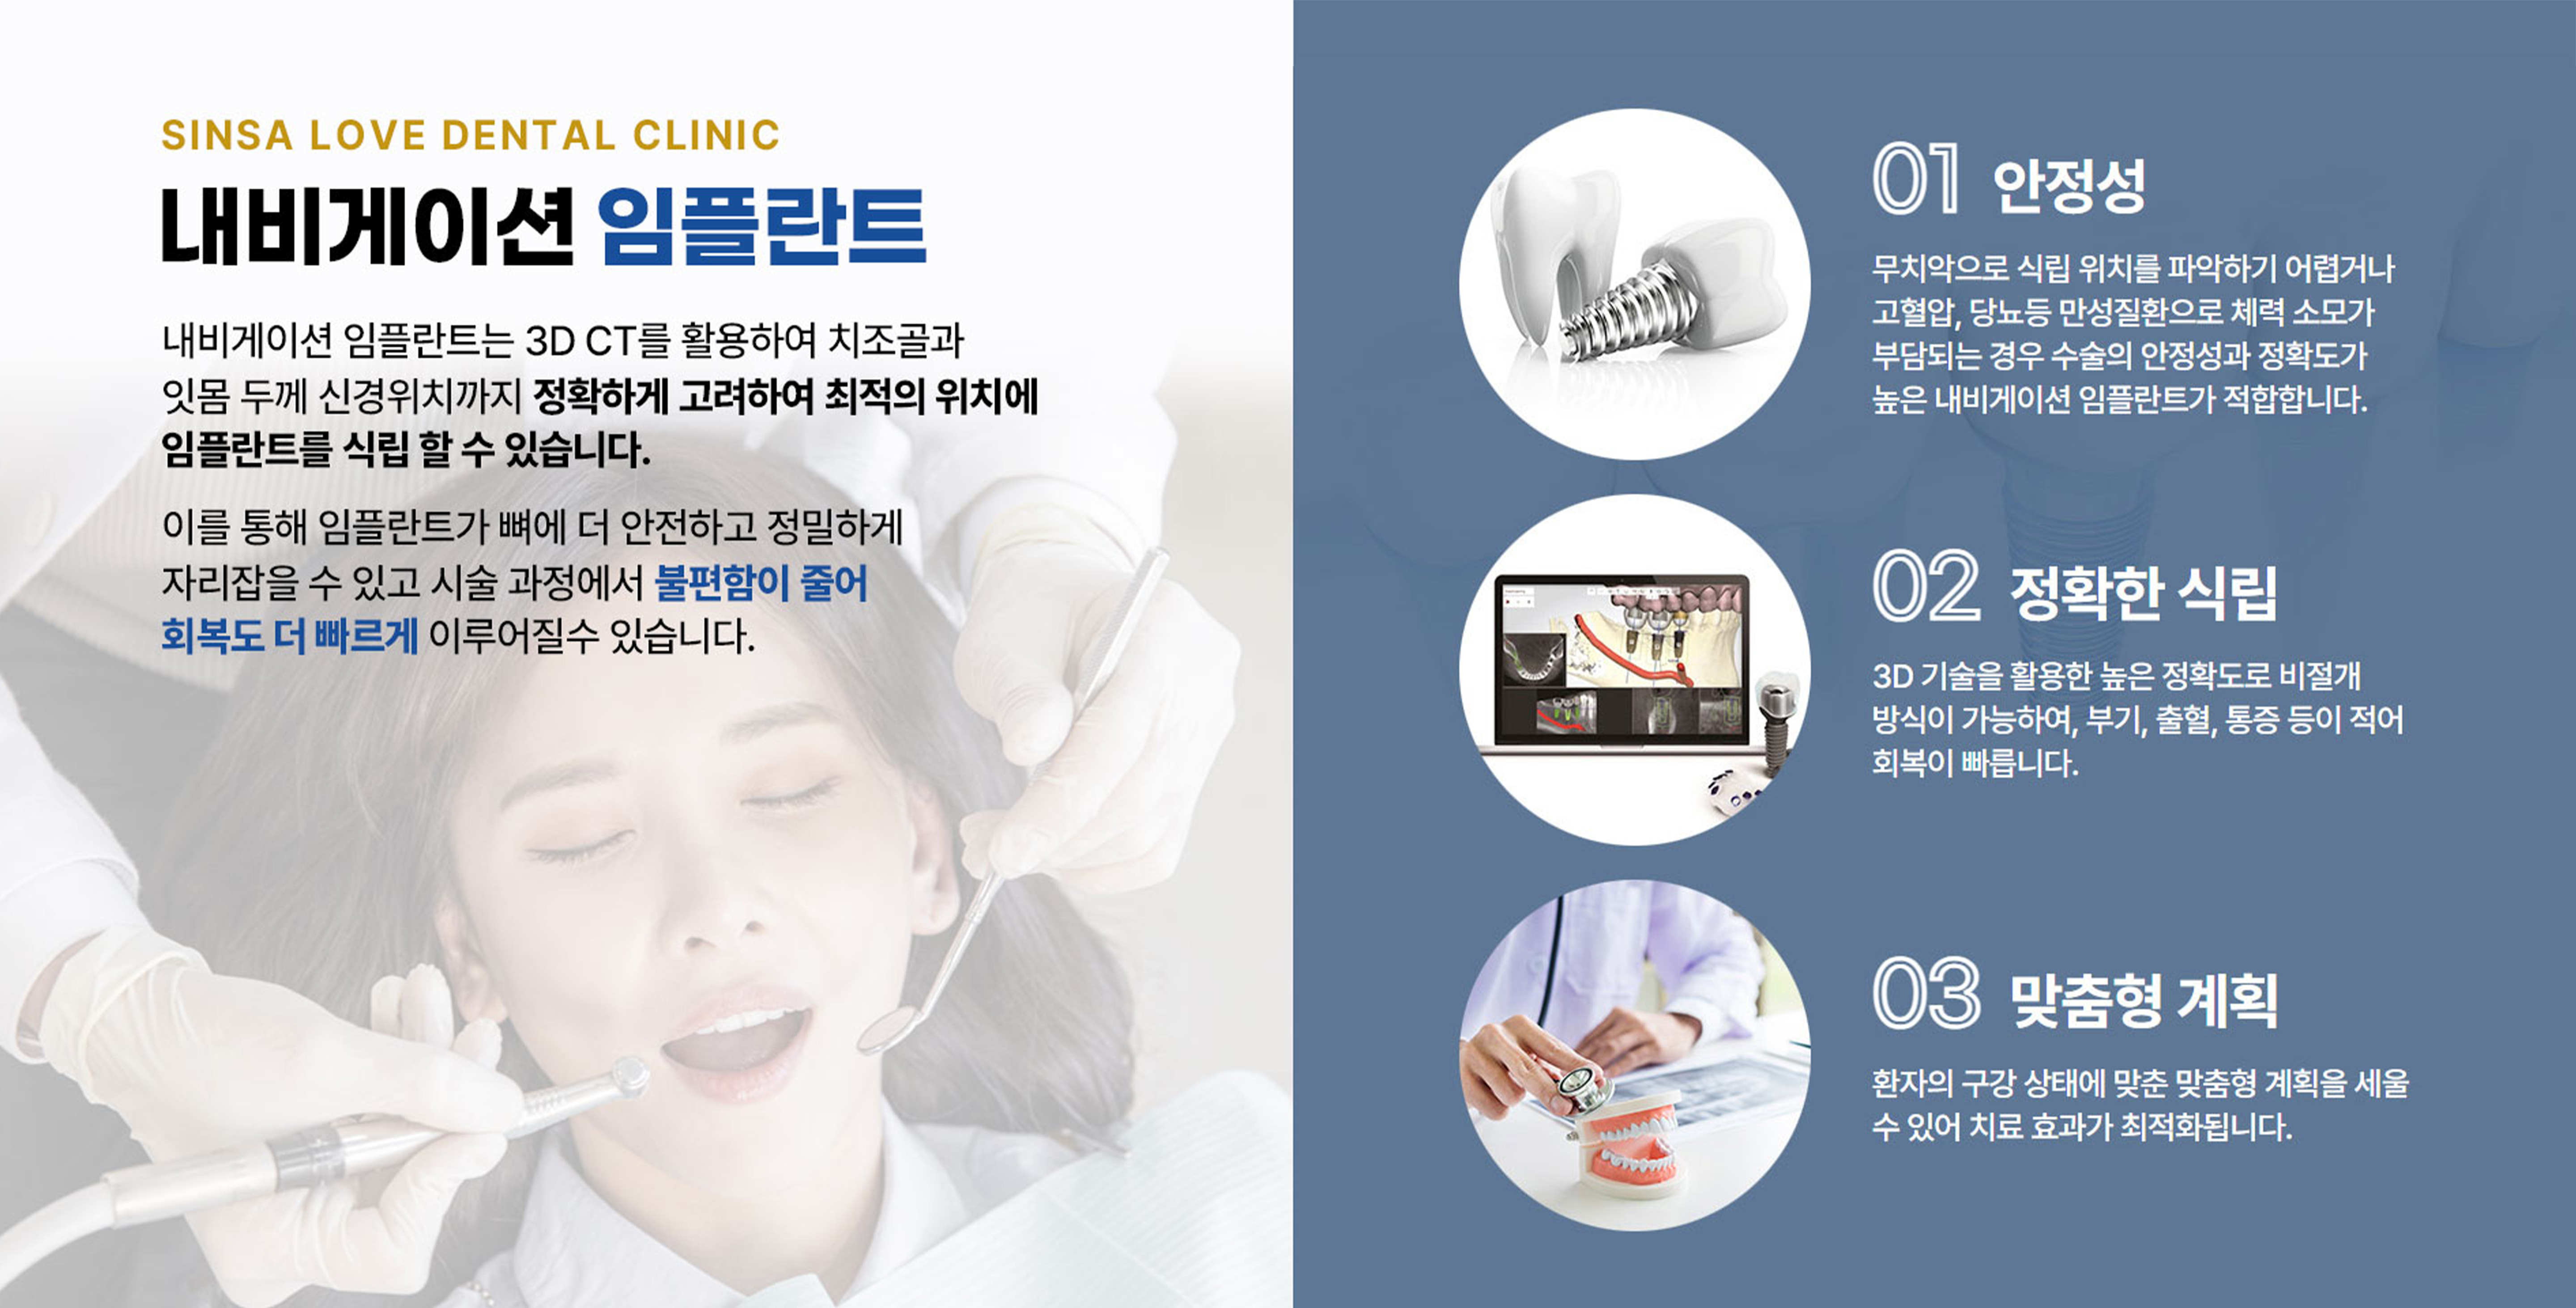 SINSA LOVE DENTAL CLINIC
내비게이션 임플란트
내비게이션 임플란트는 3D CT를 활용하여 치조골과
잇몸 두께 신경위치까지 정확하게 고려하여 최적의 위치에
임플란트를 식립 할 수 있습니다.
이를 통해 임플란트가 뼈에 더 안전하고 정밀하게
자리잡을 수 있고 시술 과정에서 불편함이 줄어
회복도 더 빠르게 이루어질수 있습니다.
01 안정성
무치악으로 식립 위치를 파악하기 어렵거나
고혈압, 당뇨등 만성질환으로 체력 소모가
부담되는 경우 수술의 안정성과 정확도가
높은 내비게이션 임플란트가 적합합니다.
02 정확한 식립
3D 기술을 활용한 높은 정확도로 비절개
방식이 가능하여, 부기, 출혈, 통증 등이 적어
회복이 빠릅니다.
03 맞춤형 계획
환자의 구강 상태에 맞춘 맞춤형 계획을 세울
수 있어 치료 효과가 최적화됩니다.